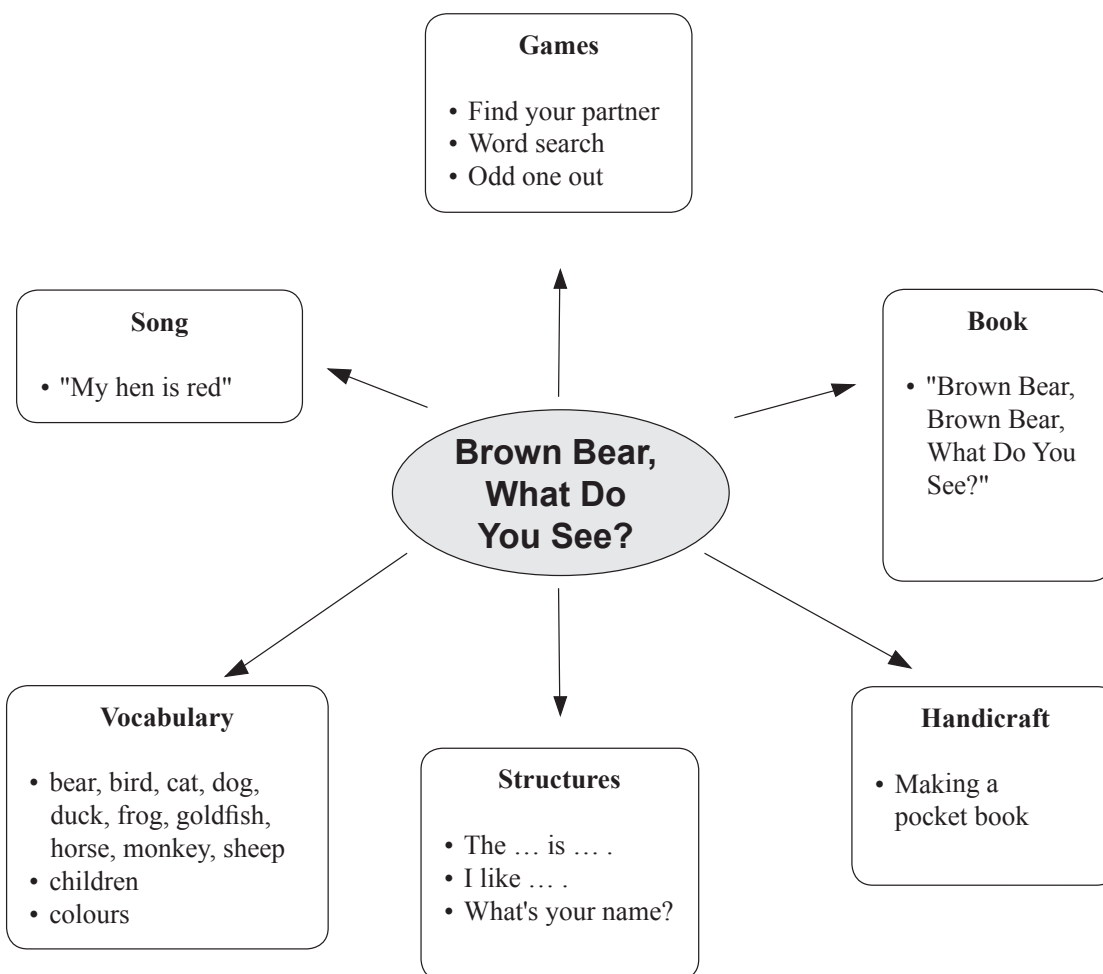 Games
• Find your partner
• Word search
• Odd one out
Song
• "My hen is red"
Book
• "Brown Bear,
Brown Bear,
What Do You
See?"
Brown Bear,
What Do
You See?
Vocabulary
• bear, bird, cat, dog,
duck, frog, goldfish,
horse, monkey, sheep
• children
• colours
Structures
• The … is … .
• I like … .
• What's your name?
Handicraft
• Making a
pocket book